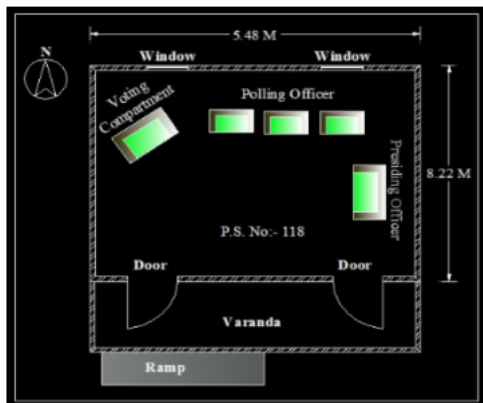 5.48 M
N
Window
Window
Voting
Compartment
Polling Officer
Presiding Officer
8.22 M
P.S. No:- 118
Door
Door
Varanda
Ramp